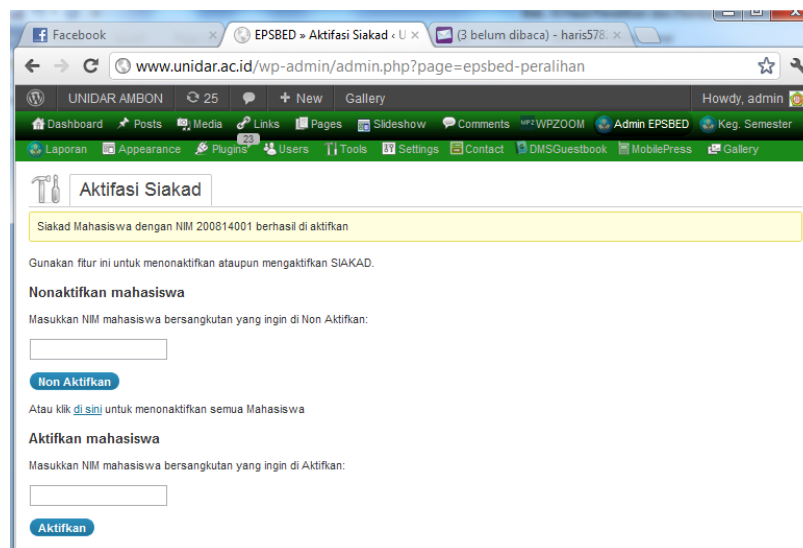 Facebook
EPSBED » Aktifasi Siakad ‹ U
(3 belum dibaca) - haris578.
www.unidar.ac.id/wp-admin/admin.php?page=epsbed-peralihan
UNIDAR AMBON 25 + New Gallery Howdy, admin
Dashboard Posts Media Links Pages Slideshow Comments WPZOOM Admin EPSBED Keg. Semester
Laporan Appearance Plugins 23 Users Tools Settings Contact DMSGuestbook MobilePress Gallery
Aktifasi Siakad
Siakad Mahasiswa dengan NIM 200814001 berhasil di aktifkan
Gunakan fitur ini untuk menonaktifkan ataupun mengaktifkan SIAKAD.
Nonaktifkan mahasiswa
Masukkan NIM mahasiswa bersangkutan yang ingin di Non Aktifkan:
Non Aktifkan
Atau klik di sini untuk menonaktifkan semua Mahasiswa
Aktifkan mahasiswa
Masukkan NIM mahasiswa bersangkutan yang ingin di Aktifkan:
Aktifkan